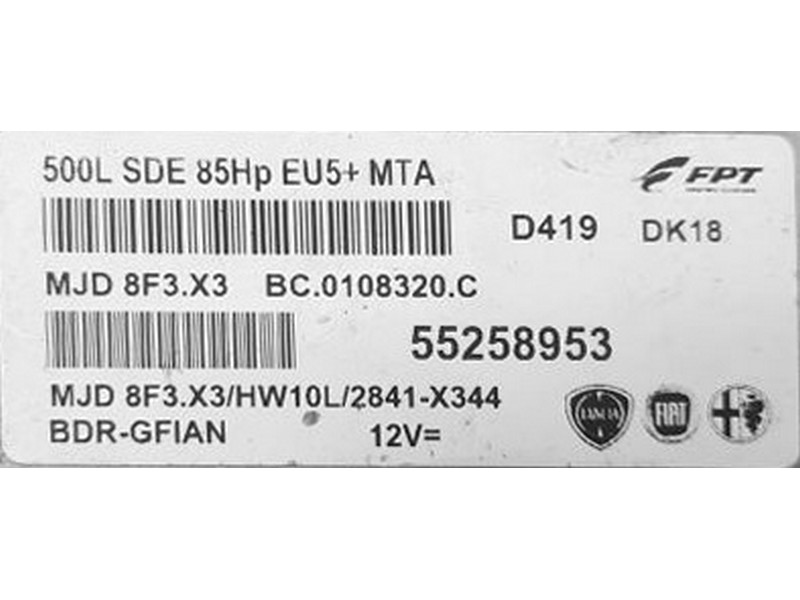 500L SDE 85Hp EU5+ MTA
FPT
D419 DK18
MJD 8F3.X3 BC.0108320.C
55258953
MJD 8F3.X3/HW10L/2841-X344
LANCIA FIAT
BDR-GFIAN 12V=